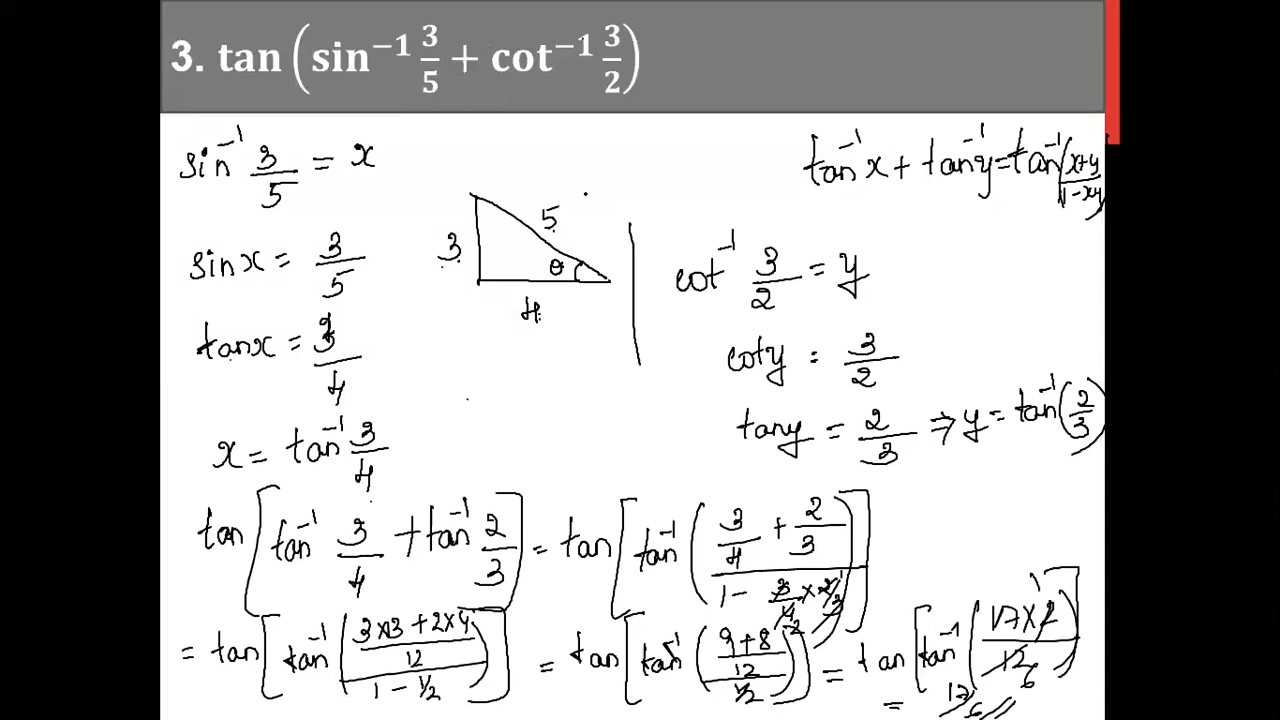 3. tan (sin⁻¹ 3/5 + cot⁻¹ 3/2)
sin⁻¹ 3/5 = x
sinx = 3/5
tanx = 3/4
x = tan⁻¹ 3/4
3
5
θ
4
tan⁻¹x + tan⁻¹y = tan⁻¹(x+y/1-xy)
cot⁻¹ 3/2 = y
coty = 3/2
tany = 2/3 ⇒ y = tan⁻¹(2/3)
tan [tan⁻¹ 3/4 + tan⁻¹ 2/3] = tan [tan⁻¹ ((3/4 + 2/3)/(1 - 3/4 × 2/3))]
= tan [tan⁻¹ (((3×3+2×4)/12)/(1 - 1/2))] = tan [tan⁻¹ (((9+8)/12)/(1/2))] = tan [tan⁻¹ (17×2/12)]
= 17/6